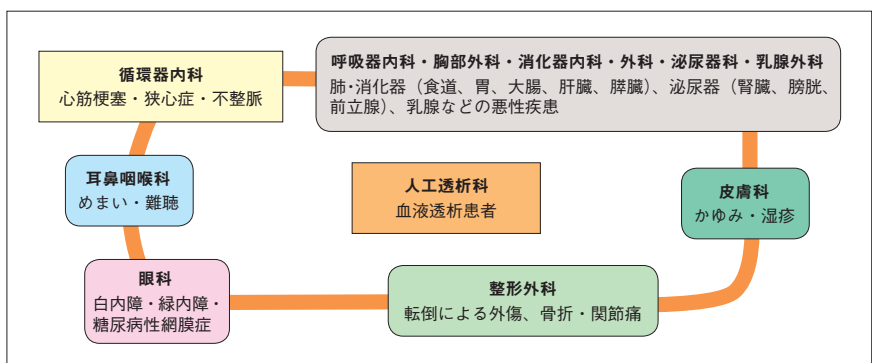 循環器内科
心筋梗塞・狭心症・不整脈
呼吸器内科・胸部外科・消化器内科・外科・泌尿器科・乳腺外科
肺・消化器（食道、胃、大腸、肝臓、膵臓）、泌尿器（腎臓、膀胱、
前立腺）、乳腺などの悪性疾患
耳鼻咽喉科
めまい・難聴
人工透析科
血液透析患者
皮膚科
かゆみ・湿疹
眼科
白内障・緑内障・
糖尿病性網膜症
整形外科
転倒による外傷、骨折・関節痛